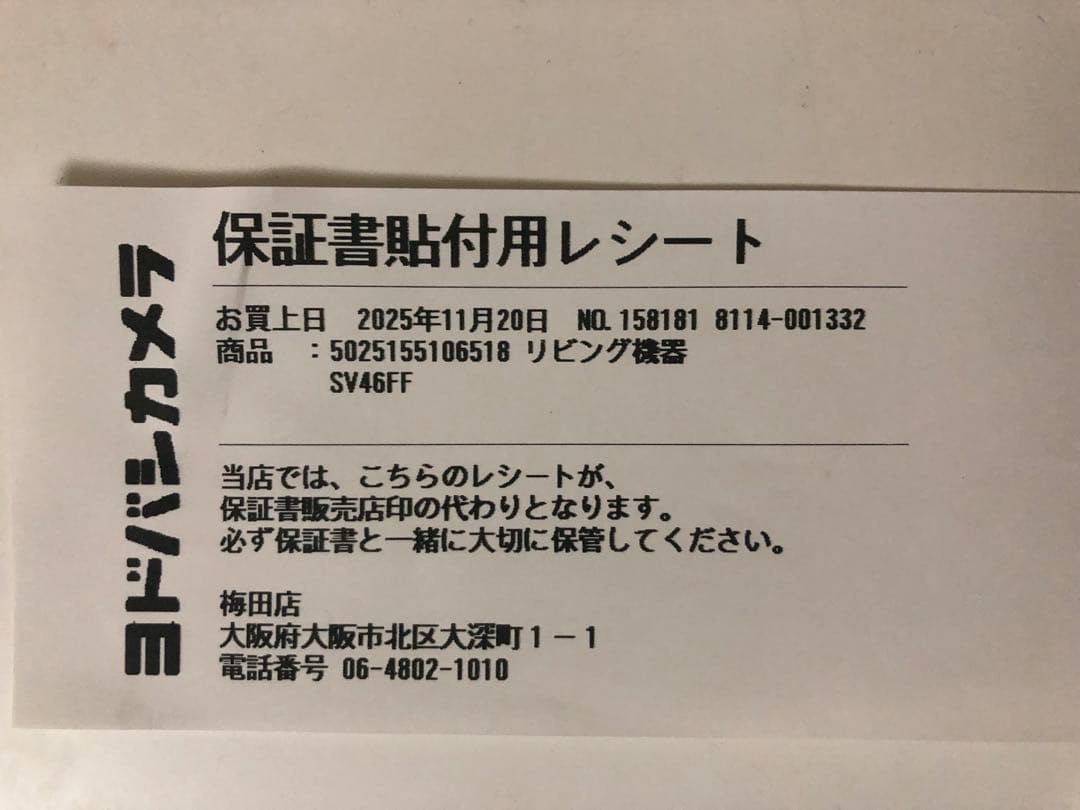 ヨドバシカメラ
保証書貼付用レシート
お買上日 2025年11月20日 NO.158181 8114-001332
商品 :5025155106518 リビング機器
SV46FF
当店では、こちらのレシートが、
保証書販売店印の代わりとなります。
必ず保証書と一緒に大切に保管してください。
梅田店
大阪府大阪市北区大深町1-1
電話番号 06-4802-1010